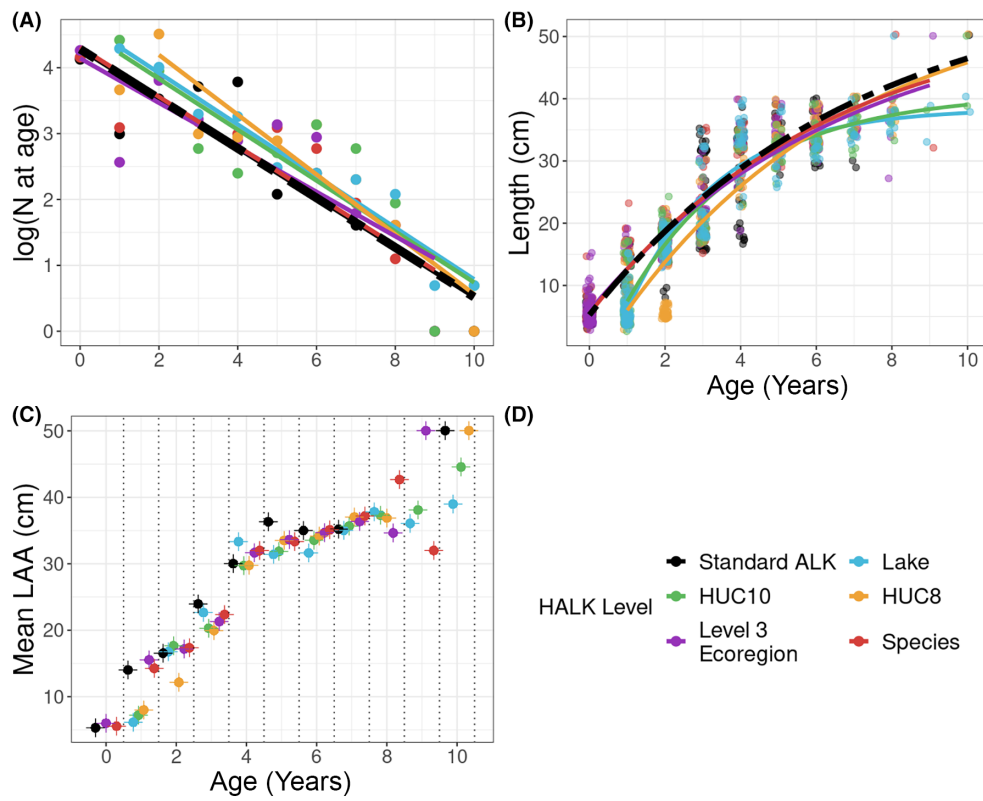 (A)
log(N at age)
4
3
2
1
0
0 2 4 6 8 10
(B)
Length (cm)
50
40
30
20
10
0 2 4 6 8 10
Age (Years)
(C)
Mean LAA (cm)
50
40
30
20
10
0 2 4 6 8 10
Age (Years)
(D)
HALK Level
Standard ALK
Lake
HUC10
HUC8
Level 3
Ecoregion
Species